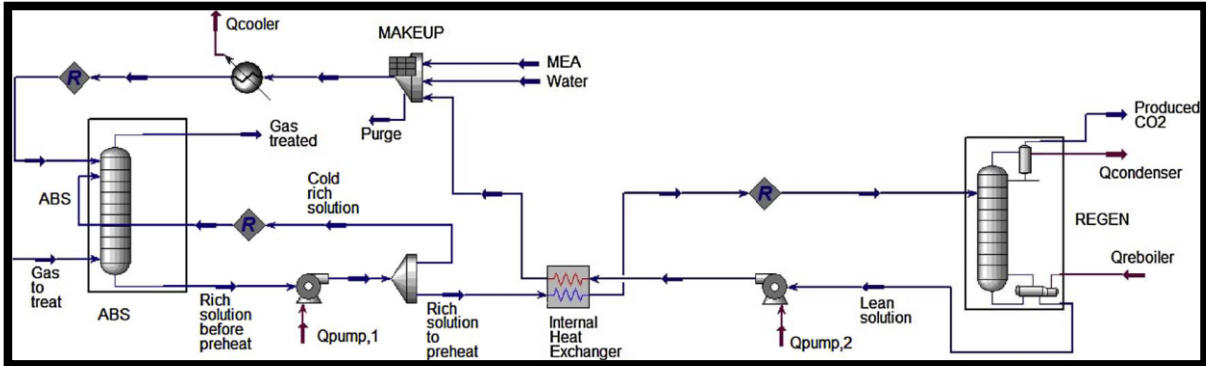 Qcooler
MAKEUP
MEA
Water
R
Purge
Gas
treated
Produced
CO2
Qcondenser
ABS
Cold
rich
solution
R
R
REGEN
Gas
to
treat
Qreboiler
ABS
Rich
solution
before
preheat
Qpump,1
Rich
solution
to
preheat
Internal
Heat
Exchanger
Qpump,2
Lean
solution